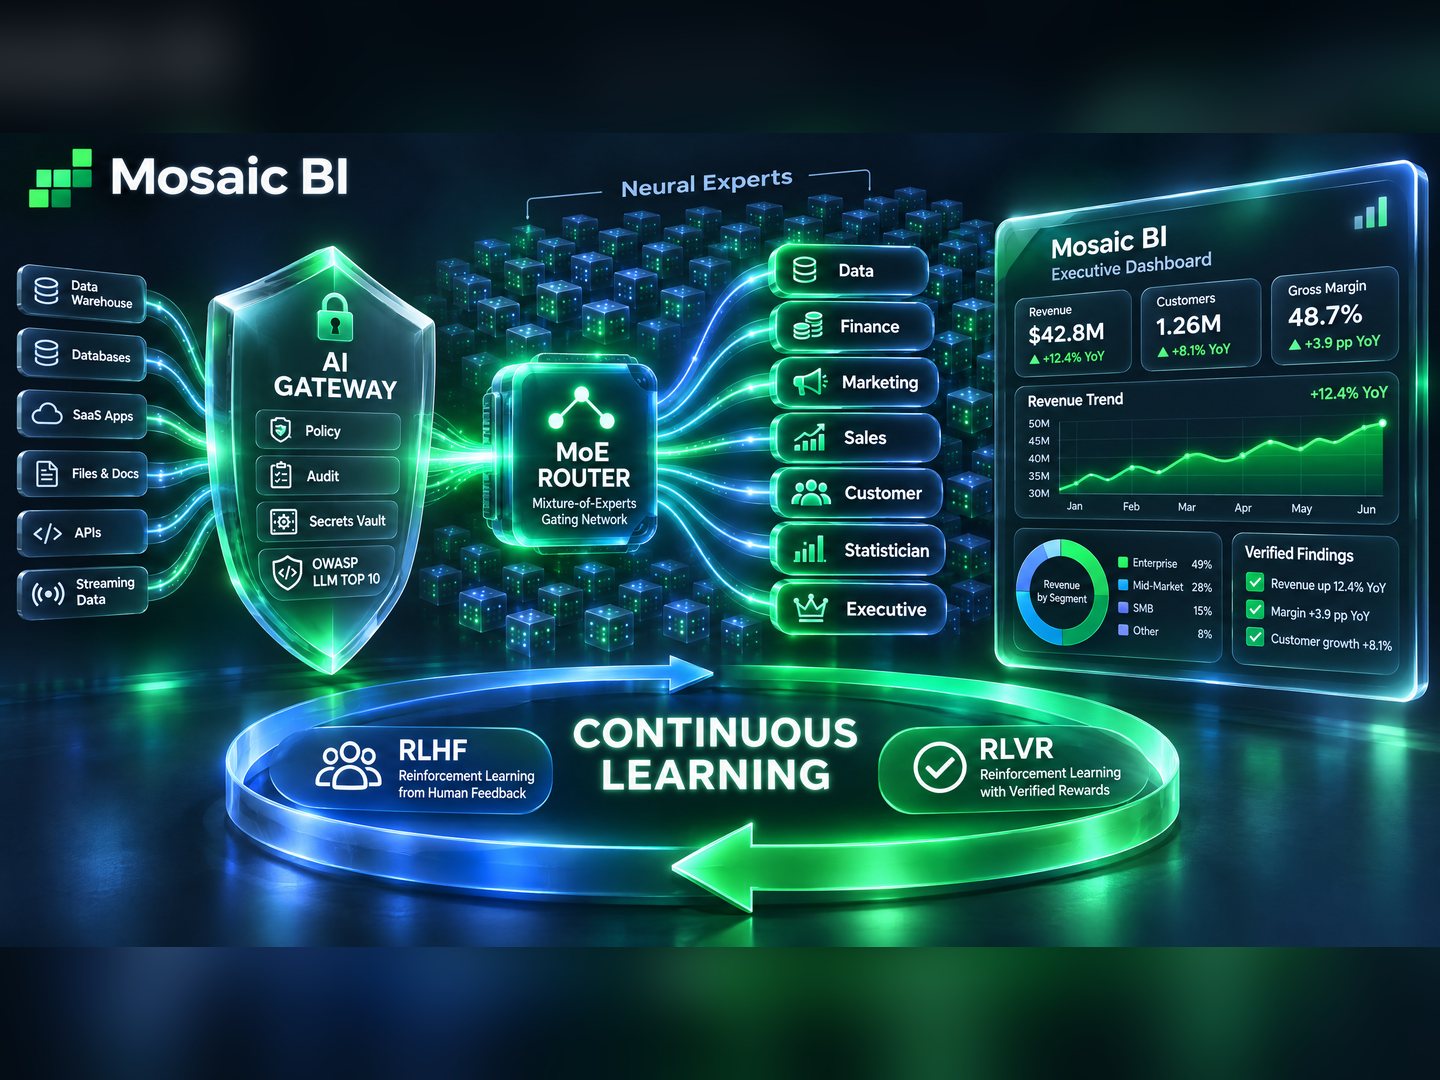 Mosaic BI
Neural Experts
Data
Warehouse
Databases
SaaS Apps
Files & Docs
APIs
Streaming
Data
AI
GATEWAY
Policy
Audit
Secrets Vault
OWASP
LLM TOP 10
MoE
ROUTER
Mixture-of-Experts
Gating Network
Data
Finance
Marketing
Sales
Customer
Statistician
Executive
Mosaic BI
Executive Dashboard
Revenue
$42.8M
▲ +12.4% YoY
Customers
1.26M
▲ +8.1% YoY
Gross Margin
48.7%
▲ +3.9 pp YoY
Revenue Trend
+12.4% YoY
50M
45M
40M
35M
30M
Jan Feb Mar Apr May Jun
Revenue
by Segment
Enterprise 49%
Mid-Market 28%
SMB 15%
Other 8%
Verified Findings
Revenue up 12.4% YoY
Margin +3.9 pp YoY
Customer growth +8.1%
CONTINUOUS
LEARNING
RLHF
Reinforcement Learning
from Human Feedback
RLVR
Reinforcement Learning
with Verified Rewards